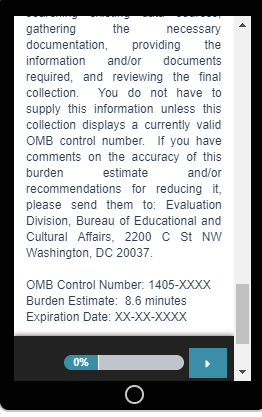 searching existing data sources,
gathering the necessary
documentation, providing the
information and/or documents
required, and reviewing the final
collection. You do not have to
supply this information unless this
collection displays a currently valid
OMB control number. If you have
comments on the accuracy of this
burden estimate and/or
recommendations for reducing it,
please send them to: Evaluation
Division, Bureau of Educational and
Cultural Affairs, 2200 C St NW
Washington, DC 20037.
OMB Control Number: 1405-XXXX
Burden Estimate: 8.6 minutes
Expiration Date: XX-XX-XXXX
0%